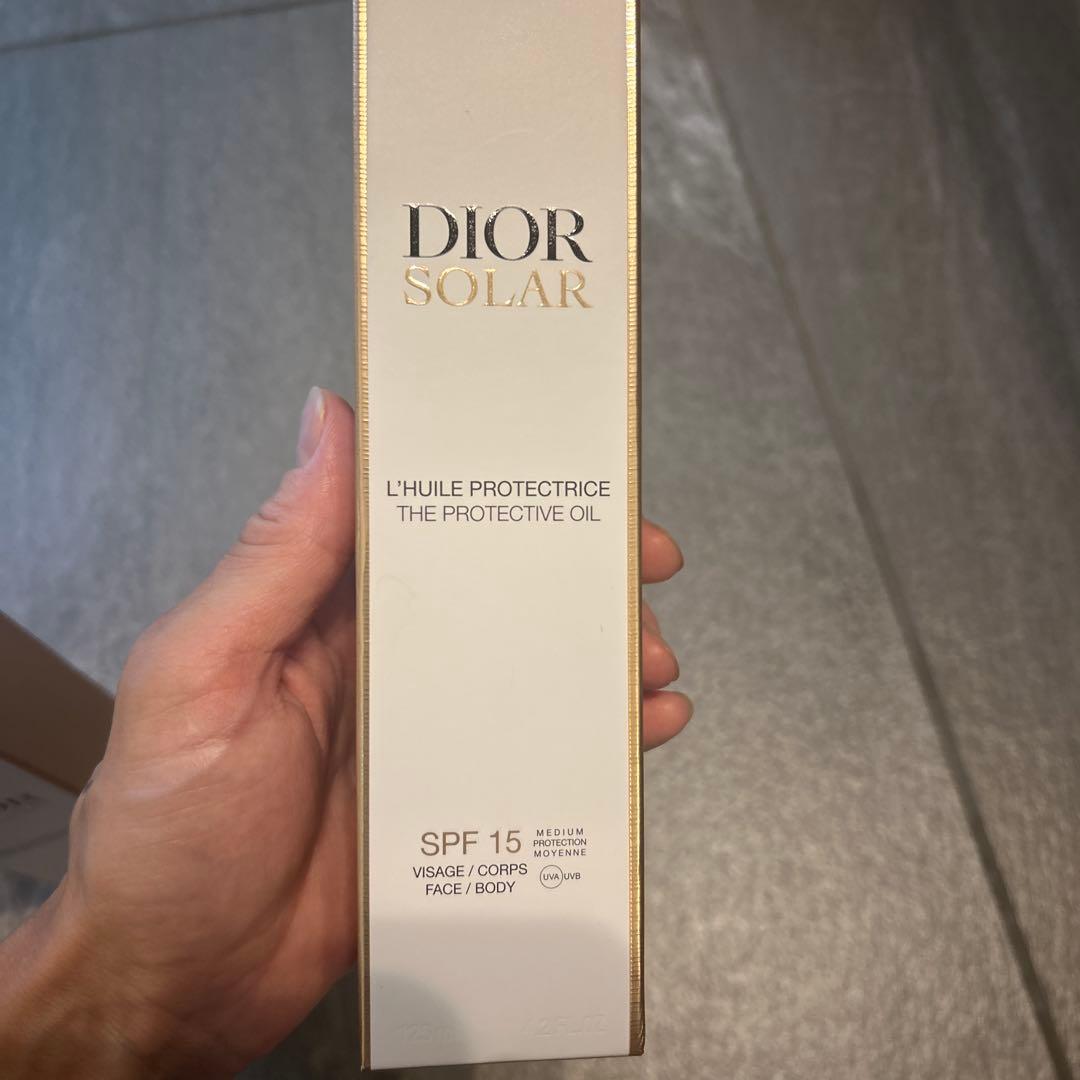 DIOR
SOLAR
L'HUILE PROTECTRICE
THE PROTECTIVE OIL
SPF 15
MEDIUM
PROTECTION
MOYENNE
VISAGE / CORPS
FACE / BODY
UVA UVB